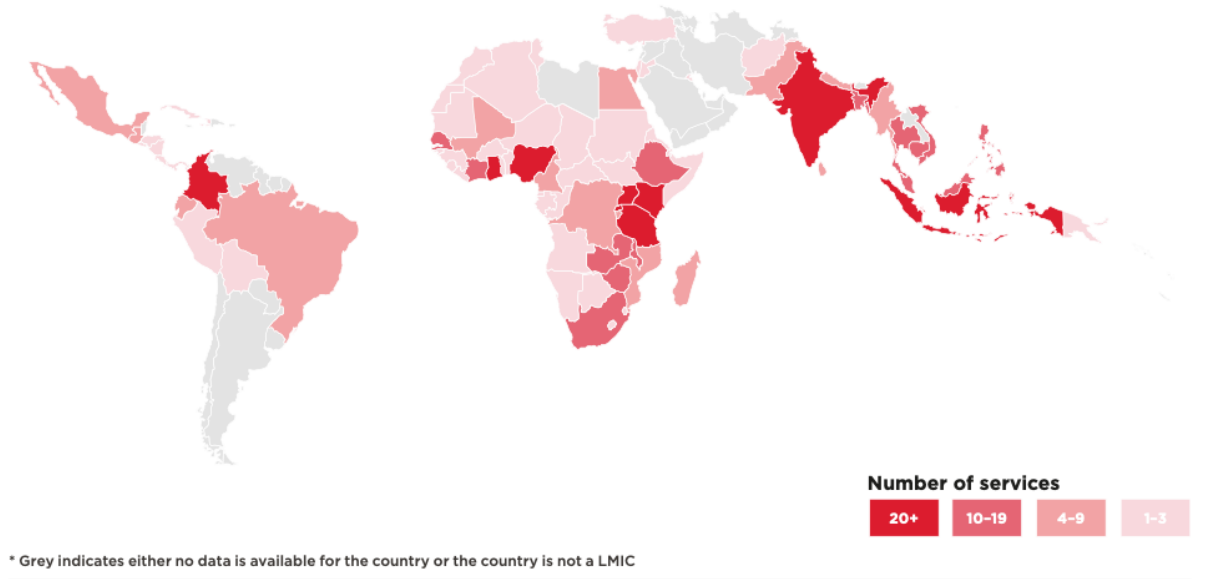 Number of services
20+ 10–19 4–9 1–3
* Grey indicates either no data is available for the country or the country is not a LMIC